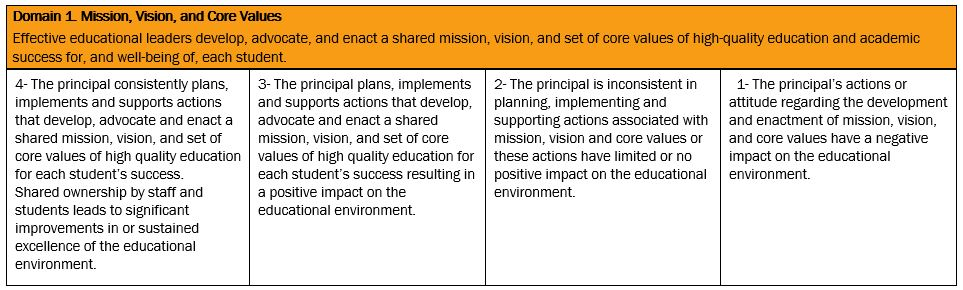 Domain 1. Mission, Vision, and Core Values
Effective educational leaders develop, advocate, and enact a shared mission, vision, and set of core values of high-quality education and academic
success for, and well-being of, each student.
4- The principal consistently plans,
implements and supports actions
that develop, advocate and enact a
shared mission, vision, and set of
core values of high quality education
for each student's success.
Shared ownership by staff and
students leads to significant
improvements in or sustained
excellence of the educational
environment.
3- The principal plans, implements
and supports actions that develop,
advocate and enact a shared
mission, vision, and set of core
values of high quality education for
each student's success resulting in
a positive impact on the
educational environment.
2- The principal is inconsistent in
planning, implementing and
supporting actions associated with
mission, vision and core values or
these actions have limited or no
positive impact on the educational
environment.
1- The principal's actions or
attitude regarding the development
and enactment of mission, vision,
and core values have a negative
impact on the educational
environment.